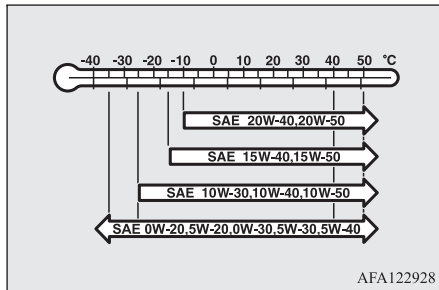 -40 -30 -20 -10 0 10 20 30 40 50 °C
SAE 20W-40,20W-50
SAE 15W-40,15W-50
SAE 10W-30,10W-40,10W-50
SAE 0W-20,5W-20,0W-30,5W-30,5W-40
AFA122928